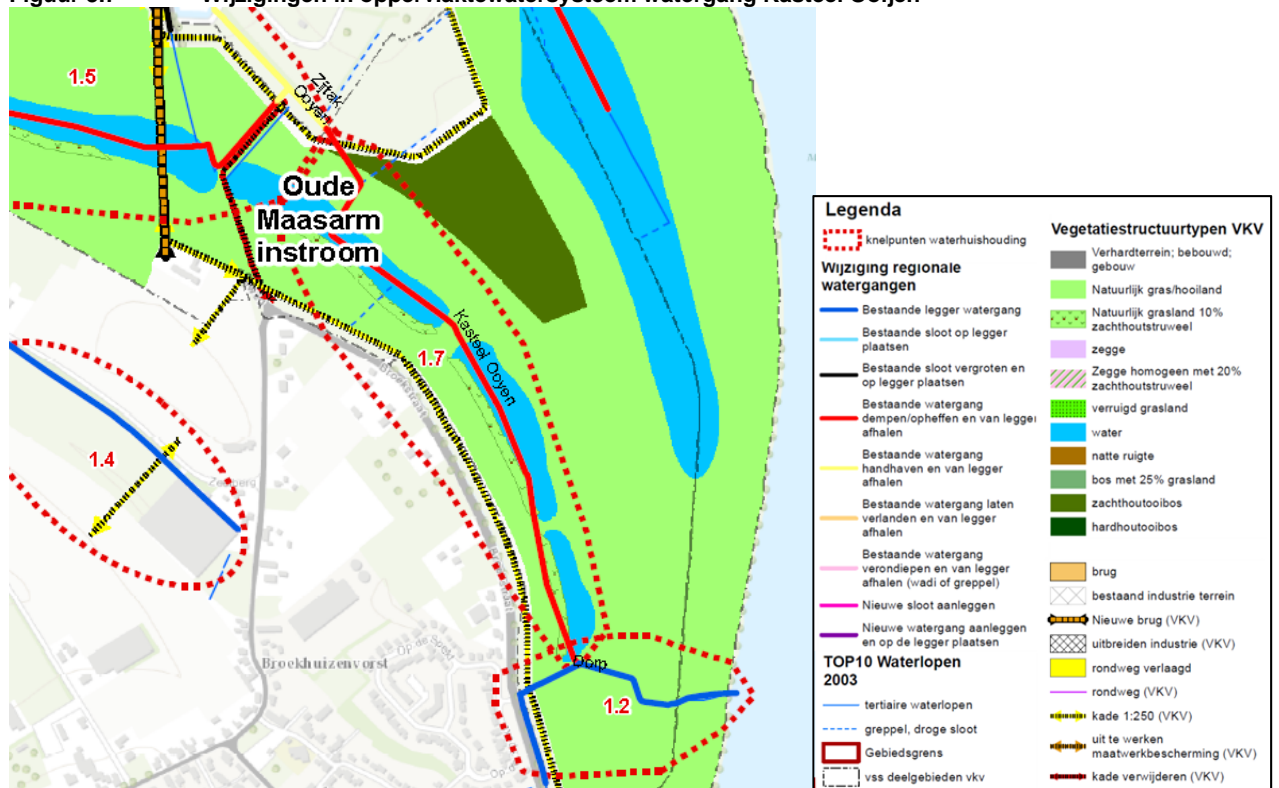 Wijzigingen in oppervlaktewatersysteem watergang Kasteel Ooijen
1.5
Zijtak
Ooyen
Oude
Maasarm
instroom
Kasteel Ooyen
1.7
1.4
Broekhuizenvorst
Dorp
1.2
Legenda
knelpunten waterhuishouding
Wijziging regionale
watergangen
Bestaande legger watergang
Bestaande sloot op legger
plaatsen
Bestaande sloot vergroten en
op legger plaatsen
Bestaande watergang
dempen/opheffen en van legger
afhalen
Bestaande watergang
handhaven en van legger
afhalen
Bestaande watergang laten
verlanden en van legger
afhalen
Bestaande watergang
verondiepen en van legger
afhalen (wadi of greppel)
Nieuwe sloot aanleggen
Nieuwe watergang aanleggen
en op de legger plaatsen
TOP10 Waterlopen
2003
tertiaire waterlopen
greppel, droge sloot
Gebiedsgrens
vss deelgebieden vkv
Vegetatiestructuurtypen VKV
Verhardterrein; bebouwd;
gebouw
Natuurlijk gras/hooiland
Natuurlijk grasland 10%
zachthoutstruweel
zegge
Zegge homogeen met 20%
zachthoutstruweel
verruigd grasland
water
natte ruigte
bos met 25% grasland
zachthoutooibos
hardhoutooibos
brug
bestaand industrie terrein
Nieuwe brug (VKV)
uitbreiden industrie (VKV)
rondweg verlaagd
rondweg (VKV)
kade 1:250 (VKV)
uit te werken
maatwerkbescherming (VKV)
kade verwijderen (VKV)